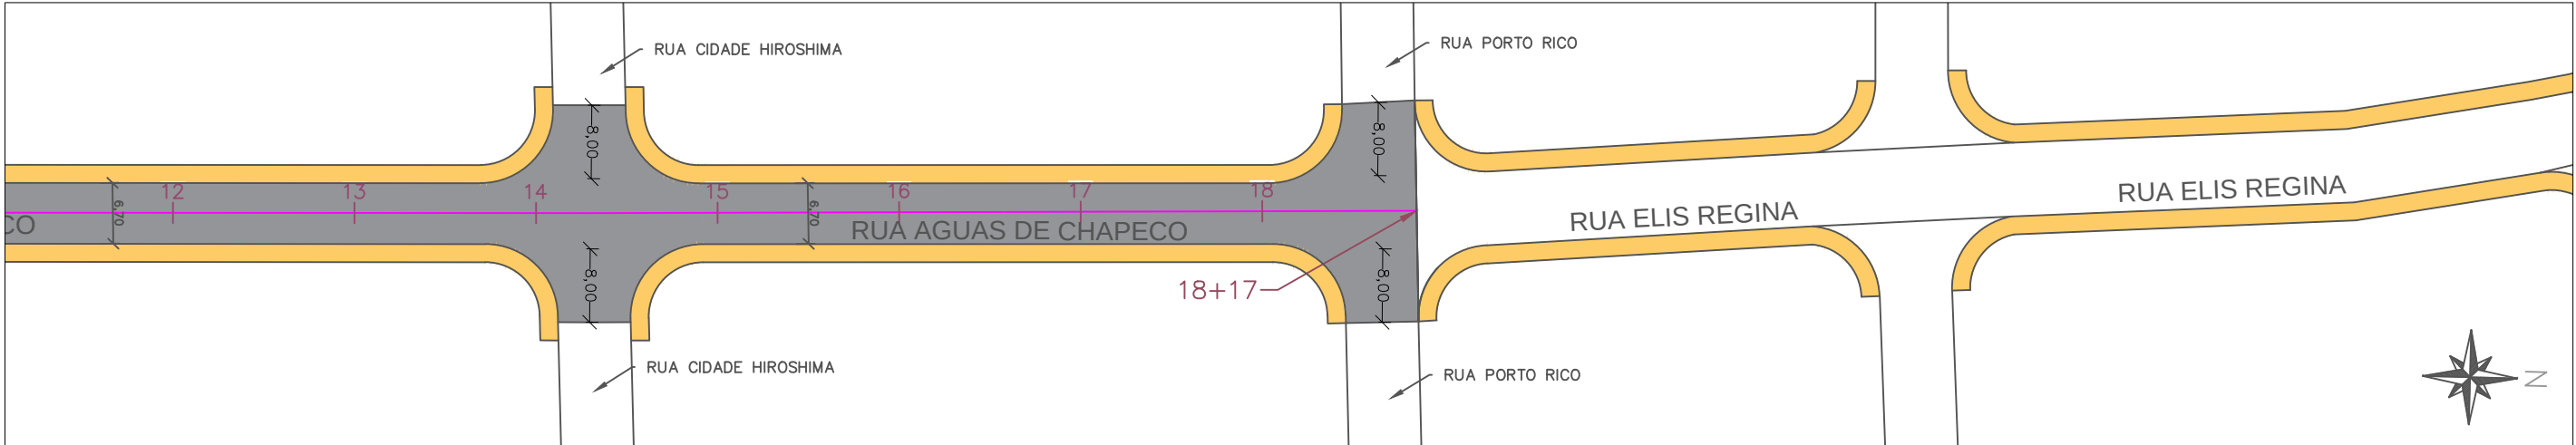 RUA CIDADE HIROSHIMA
RUA PORTO RICO
8,00
8,00
12
13
14
15
16
17
18
6,70
6,70
CO
RUA AGUAS DE CHAPECO
RUA ELIS REGINA
RUA ELIS REGINA
8,00
8,00
18+17
RUA CIDADE HIROSHIMA
RUA PORTO RICO
N